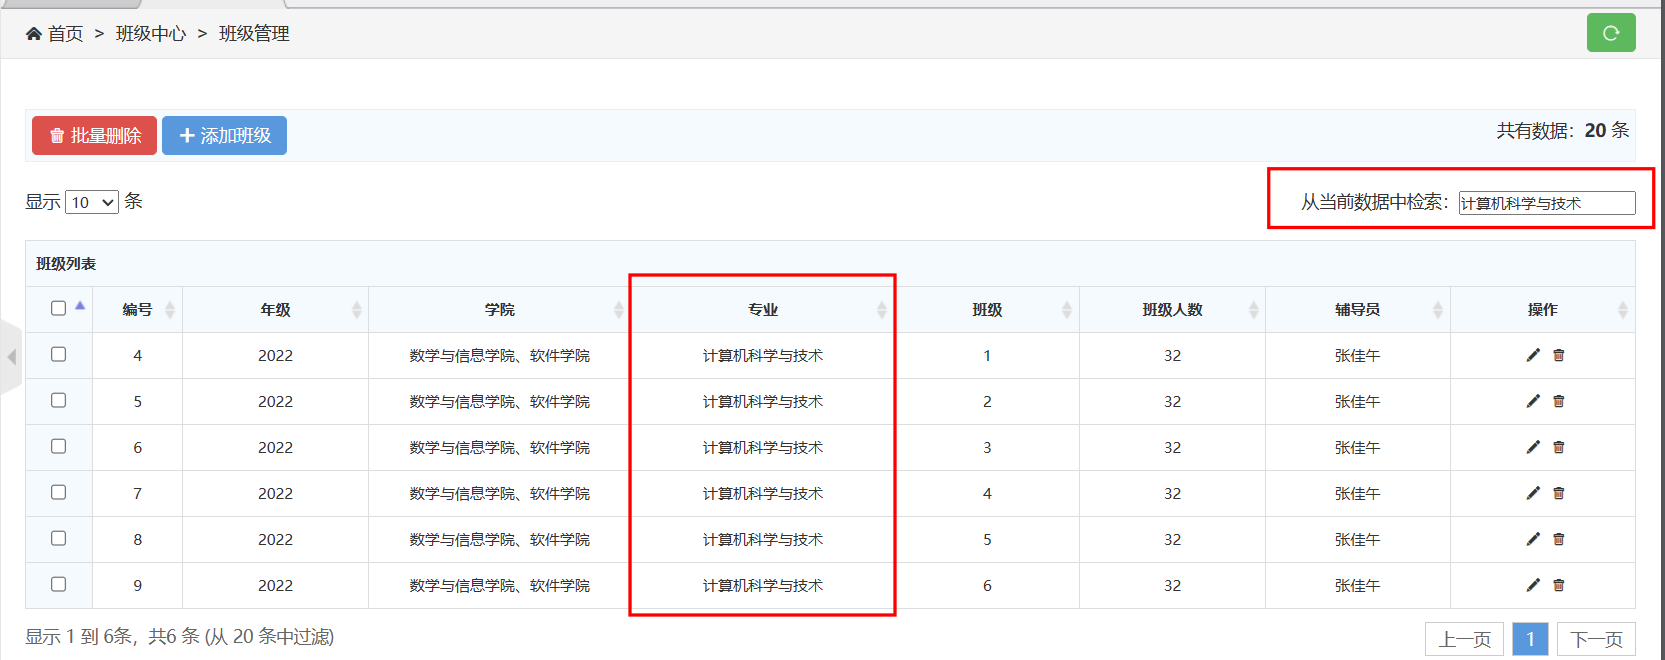 首页 > 班级中心 > 班级管理
批量删除 添加班级 共有数据：20 条
显示 10 条 从当前数据中检索：计算机科学与技术
班级列表
编号 年级 学院 专业 班级 班级人数 辅导员 操作
4 2022 数学与信息学院、软件学院 计算机科学与技术 1 32 张佳午
5 2022 数学与信息学院、软件学院 计算机科学与技术 2 32 张佳午
6 2022 数学与信息学院、软件学院 计算机科学与技术 3 32 张佳午
7 2022 数学与信息学院、软件学院 计算机科学与技术 4 32 张佳午
8 2022 数学与信息学院、软件学院 计算机科学与技术 5 32 张佳午
9 2022 数学与信息学院、软件学院 计算机科学与技术 6 32 张佳午
显示 1 到 6条，共6 条 (从 20 条中过滤) 上一页 1 下一页